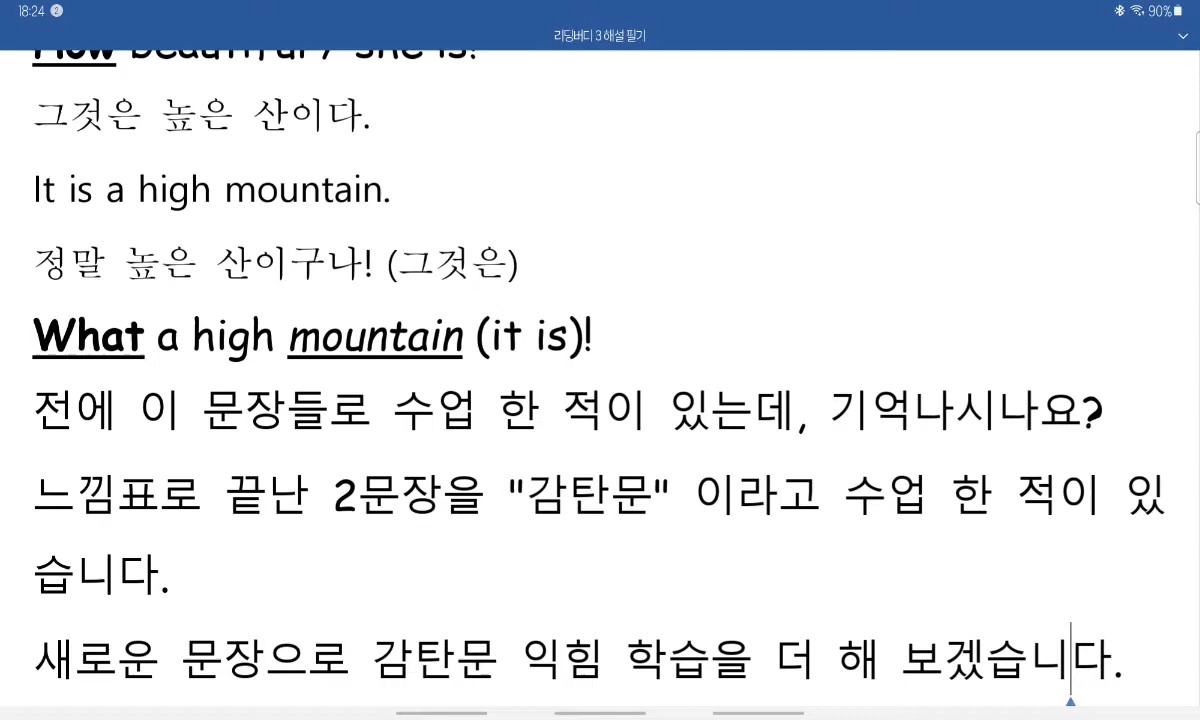 18:24 2 90%
리딩버디 3 해설 필기
How beautiful / she is!
그것은 높은 산이다.
It is a high mountain.
정말 높은 산이구나! (그것은)
What a high mountain (it is)!
전에 이 문장들로 수업 한 적이 있는데, 기억나시나요?
느낌표로 끝난 2문장을 "감탄문" 이라고 수업 한 적이 있
습니다.
새로운 문장으로 감탄문 익힘 학습을 더 해 보겠습니다.